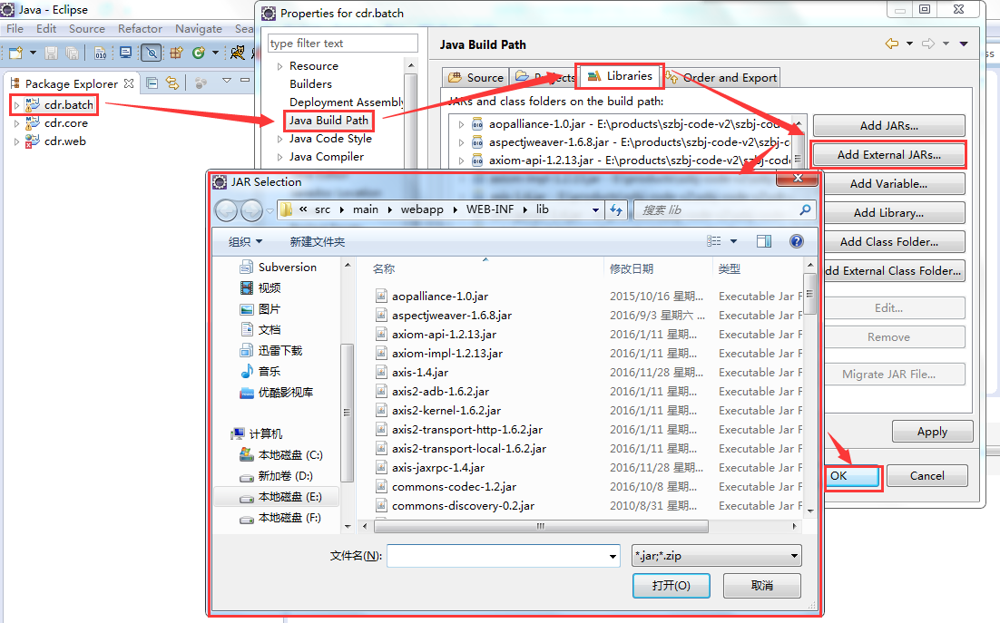 Java - Eclipse
File Edit Source Refactor Navigate Sea
Package Explorer
cdr.batch
cdr.core
cdr.web
Properties for cdr.batch
type filter text
Resource
Builders
Deployment Assembly
Java Build Path
Java Code Style
Java Compiler
Java Build Path
Source
Projects
Libraries
Order and Export
JARs and class folders on the build path:
aopalliance-1.0.jar - E:\products\szbj-code-v2\szbj-cod
aspectjweaver-1.6.8.jar - E:\products\szbj-code-v2\szbj-c
axiom-api-1.2.13.jar - E:\products\szbj-code-v2\szbj-code
Add JARs...
Add External JARs...
Add Variable...
Add Library...
Add Class Folder...
dd External Class Folder...
Edit...
Remove
Migrate JAR File...
Apply
OK
Cancel
JAR Selection
« src main webapp WEB-INF lib
搜索 lib
组织
新建文件夹
Subversion
视频
图片
文档
迅雷下载
音乐
优酷影视库
计算机
本地磁盘 (C:)
新加卷 (D:)
本地磁盘 (E:)
本地磁盘 (F:)
名称 修改日期 类型
aopalliance-1.0.jar 2015/10/16 星期... Executable Jar F
aspectjweaver-1.6.8.jar 2016/9/3 星期六 ... Executable Jar F
axiom-api-1.2.13.jar 2016/1/11 星期... Executable Jar F
axiom-impl-1.2.13.jar 2016/1/11 星期... Executable Jar F
axis-1.4.jar 2016/11/28 星期... Executable Jar F
axis2-adb-1.6.2.jar 2016/1/11 星期... Executable Jar F
axis2-kernel-1.6.2.jar 2016/1/11 星期... Executable Jar F
axis2-transport-http-1.6.2.jar 2016/1/11 星期... Executable Jar F
axis2-transport-local-1.6.2.jar 2016/1/11 星期... Executable Jar F
axis-jaxrpc-1.4.jar 2016/11/28 星期... Executable Jar F
commons-codec-1.2.jar 2016/10/8 星期... Executable Jar F
commons-discovery-0.2.jar 2010/8/31 星期... Executable Jar F
文件名(N):
*.jar;*.zip
打开(O)
取消